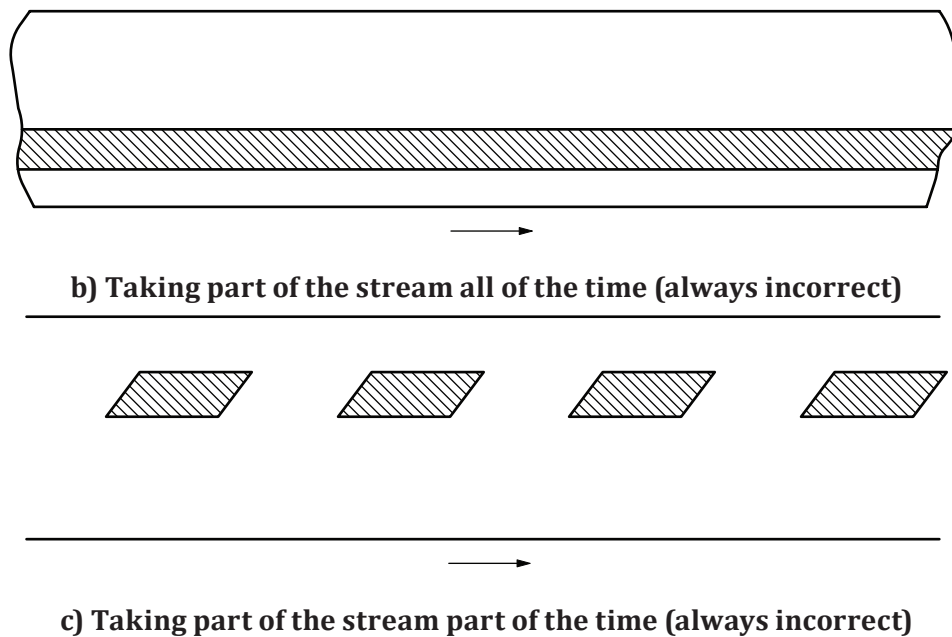 b) Taking part of the stream all of the time (always incorrect)
c) Taking part of the stream part of the time (always incorrect)